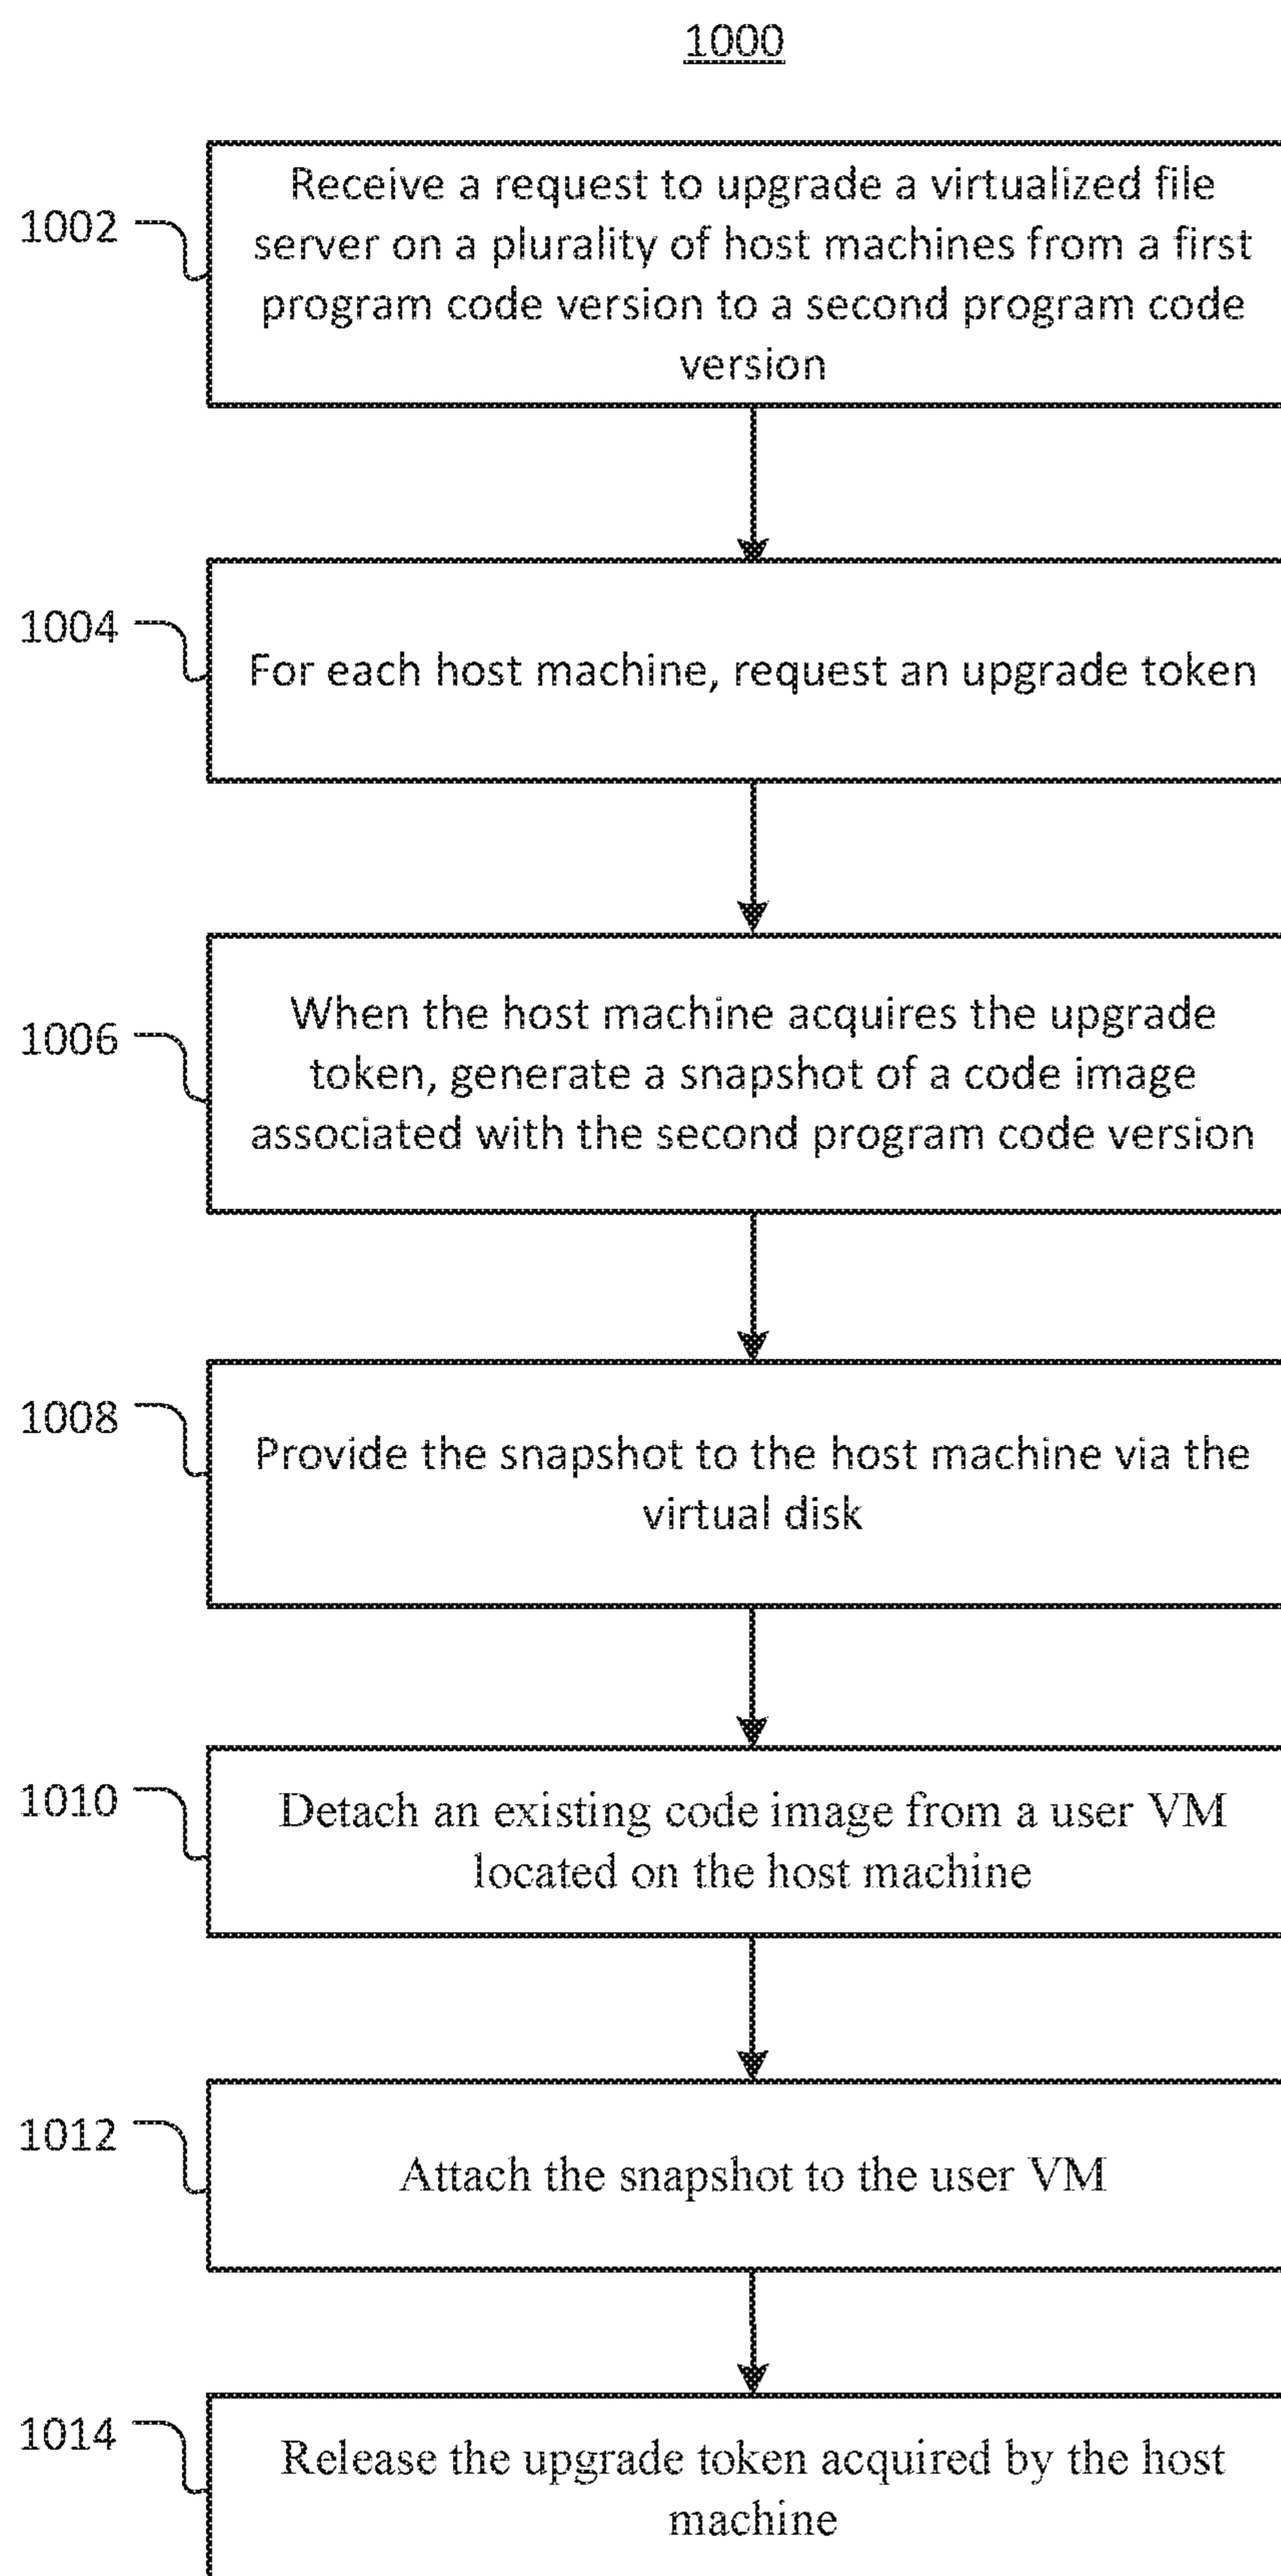 1000
1002
Receive a request to upgrade a virtualized file
server on a plurality of host machines from a first
program code version to a second program code
version
1004
For each host machine, request an upgrade token
1006
When the host machine acquires the upgrade
token, generate a snapshot of a code image
associated with the second program code version
1008
Provide the snapshot to the host machine via the
virtual disk
1010
Detach an existing code image from a user VM
located on the host machine
1012
Attach the snapshot to the user VM
1014
Release the upgrade token acquired by the host
machine